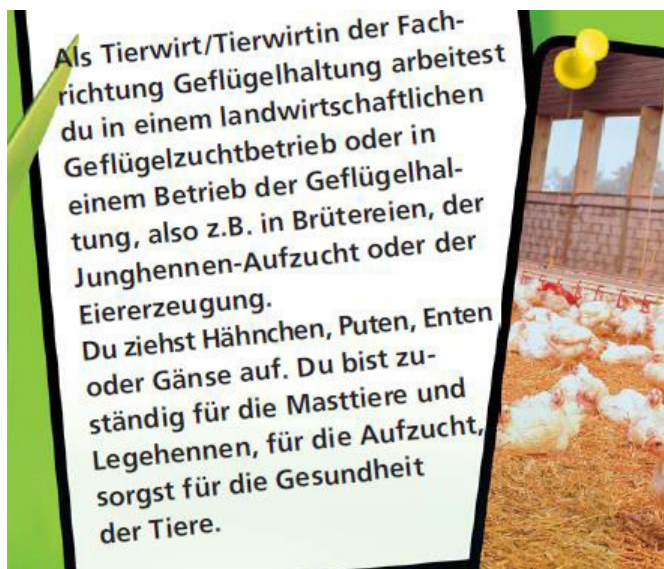 Als Tierwirt/Tierwirtin der Fach-
richtung Geflügelhaltung arbeitest
du in einem landwirtschaftlichen
Geflügelzuchtbetrieb oder in
einem Betrieb der Geflügelhal-
tung, also z.B. in Brütereien, der
Junghennen-Aufzucht oder der
Eiererzeugung.
Du ziehst Hähnchen, Puten, Enten
oder Gänse auf. Du bist zu-
ständig für die Masttiere und
Legehennen, für die Aufzucht,
sorgst für die Gesundheit
der Tiere.